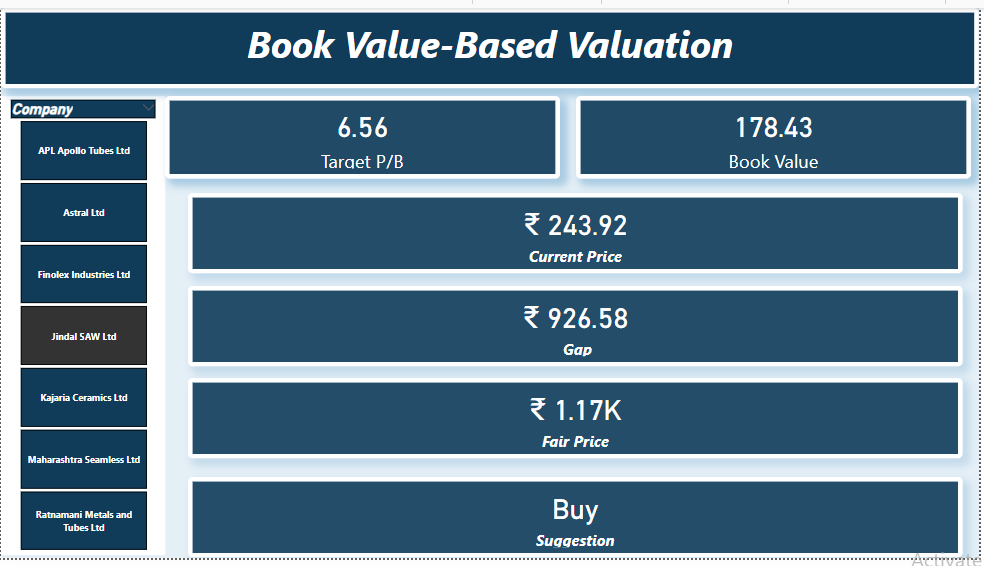 Book Value-Based Valuation
Company
APL Apollo Tubes Ltd
Astral Ltd
Finolex Industries Ltd
Jindal SAW Ltd
Kajaria Ceramics Ltd
Maharashtra Seamless Ltd
Ratnamani Metals and
Tubes Ltd
6.56
Target P/B
178.43
Book Value
₹ 243.92
Current Price
₹ 926.58
Gap
₹ 1.17K
Fair Price
Buy
Suggestion
Activate